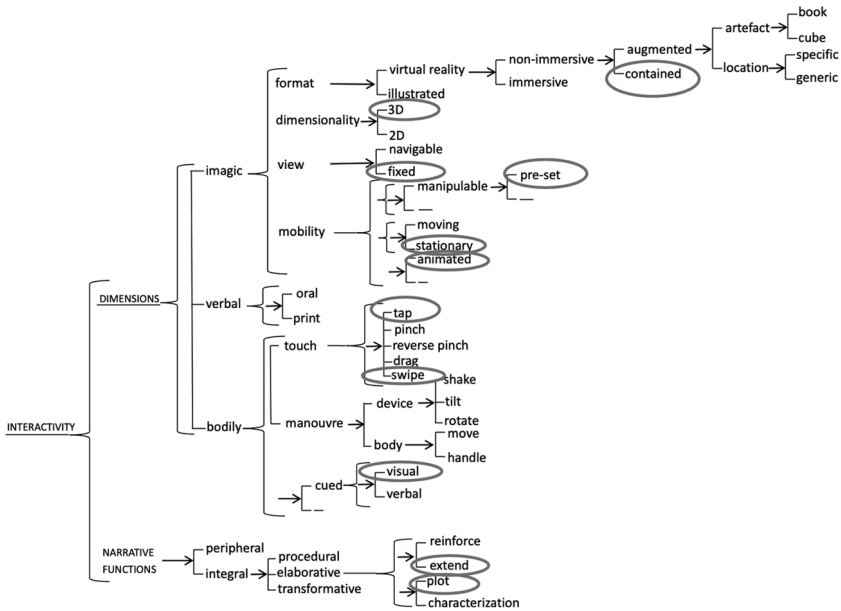 book
artefact
cube
augmented
non-immersive
specific
virtual reality
location
format
contained
immersive
generic
illustrated
3D
dimensionality
2D
navigable
view
imagic
fixed
pre-set
manipulable
moving
mobility
stationary
animated
DIMENSIONS
oral
verbal
print
tap
pinch
touch
reverse pinch
drag
swipe
shake
device
tilt
manouvre
rotate
INTERACTIVITY
bodily
move
body
handle
visual
cued
verbal
reinforce
NARRATIVE
FUNCTIONS
peripheral
procedural
extend
integral
elaborative
plot
transformative
characterization